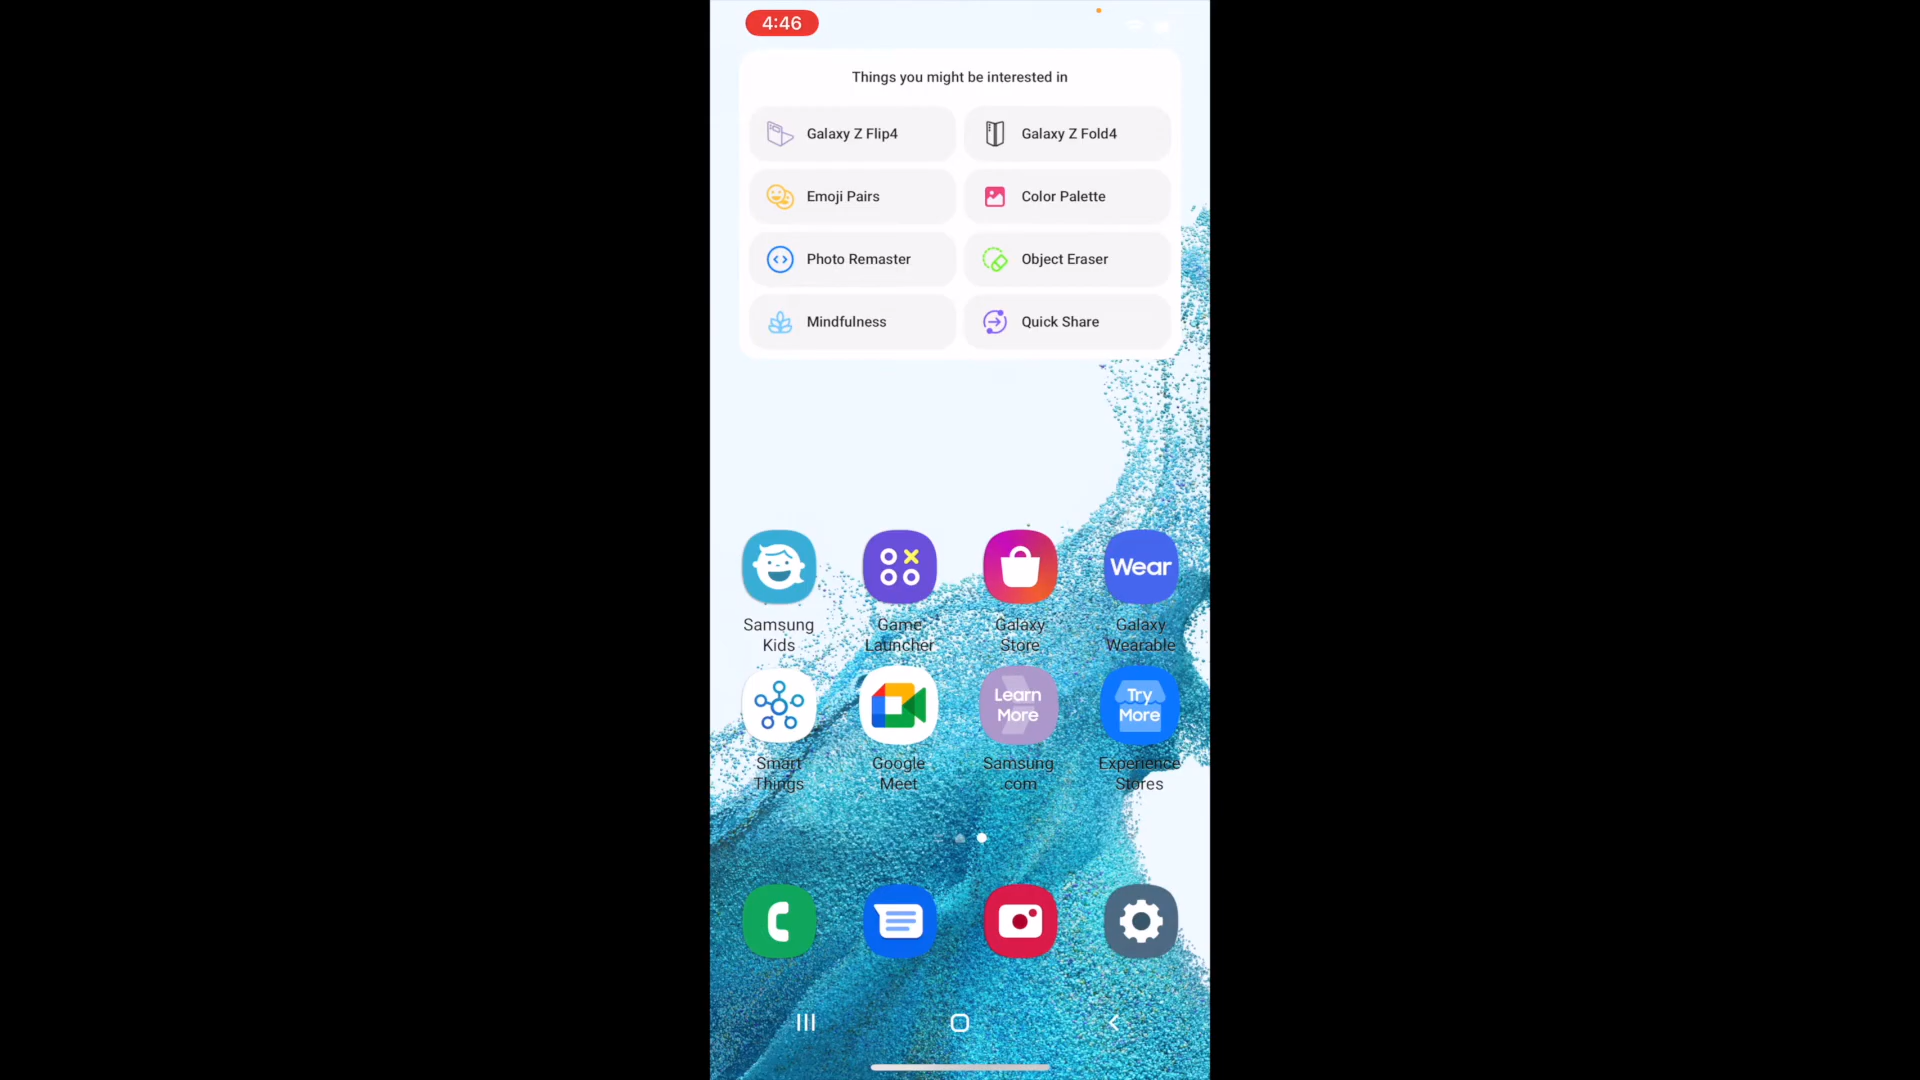 4:46
Things you might be interested in
Galaxy Z Flip4
Galaxy Z Fold4
Emoji Pairs
Color Palette
Photo Remaster
Object Eraser
Mindfulness
Quick Share
Wear
Samsung
Kids
Game
Launcher
Galaxy
Store
Galaxy
Wearable
Learn
More
Try
More
Smart
Things
Google
Meet
Samsung
com
Experience
Stores